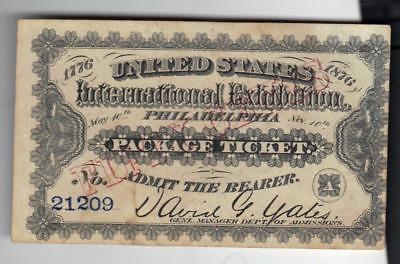 1776 1876
UNITED STATES
International Exhibition,
May 10th Nov. 10th
PHILADELPHIA
PACKAGE TICKET.
No. ADMIT THE BEARER.
21209 A
David G. Yates.
GENL. MANAGER DEPT. OF ADMISSIONS.